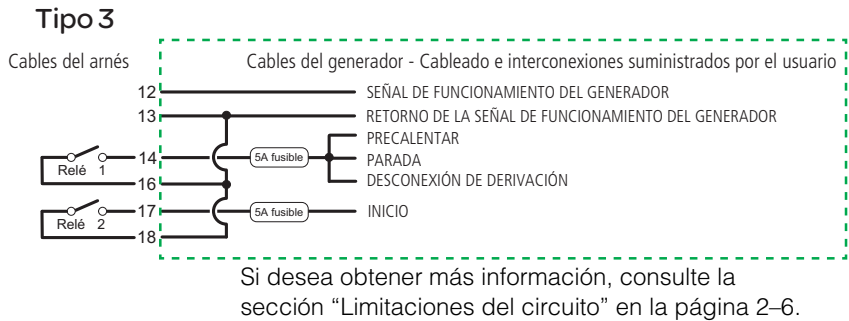 Tipo 3
Cables del arnés
Cables del generador - Cableado e interconexiones suministrados por el usuario
12 SEÑAL DE FUNCIONAMIENTO DEL GENERADOR
13 RETORNO DE LA SEÑAL DE FUNCIONAMIENTO DEL GENERADOR
PRECALENTAR
Relé 1 14 5A fusible PARADA
16 DESCONEXIÓN DE DERIVACIÓN
Relé 2 17 5A fusible INICIO
18
Si desea obtener más información, consulte la
sección “Limitaciones del circuito” en la página 2–6.